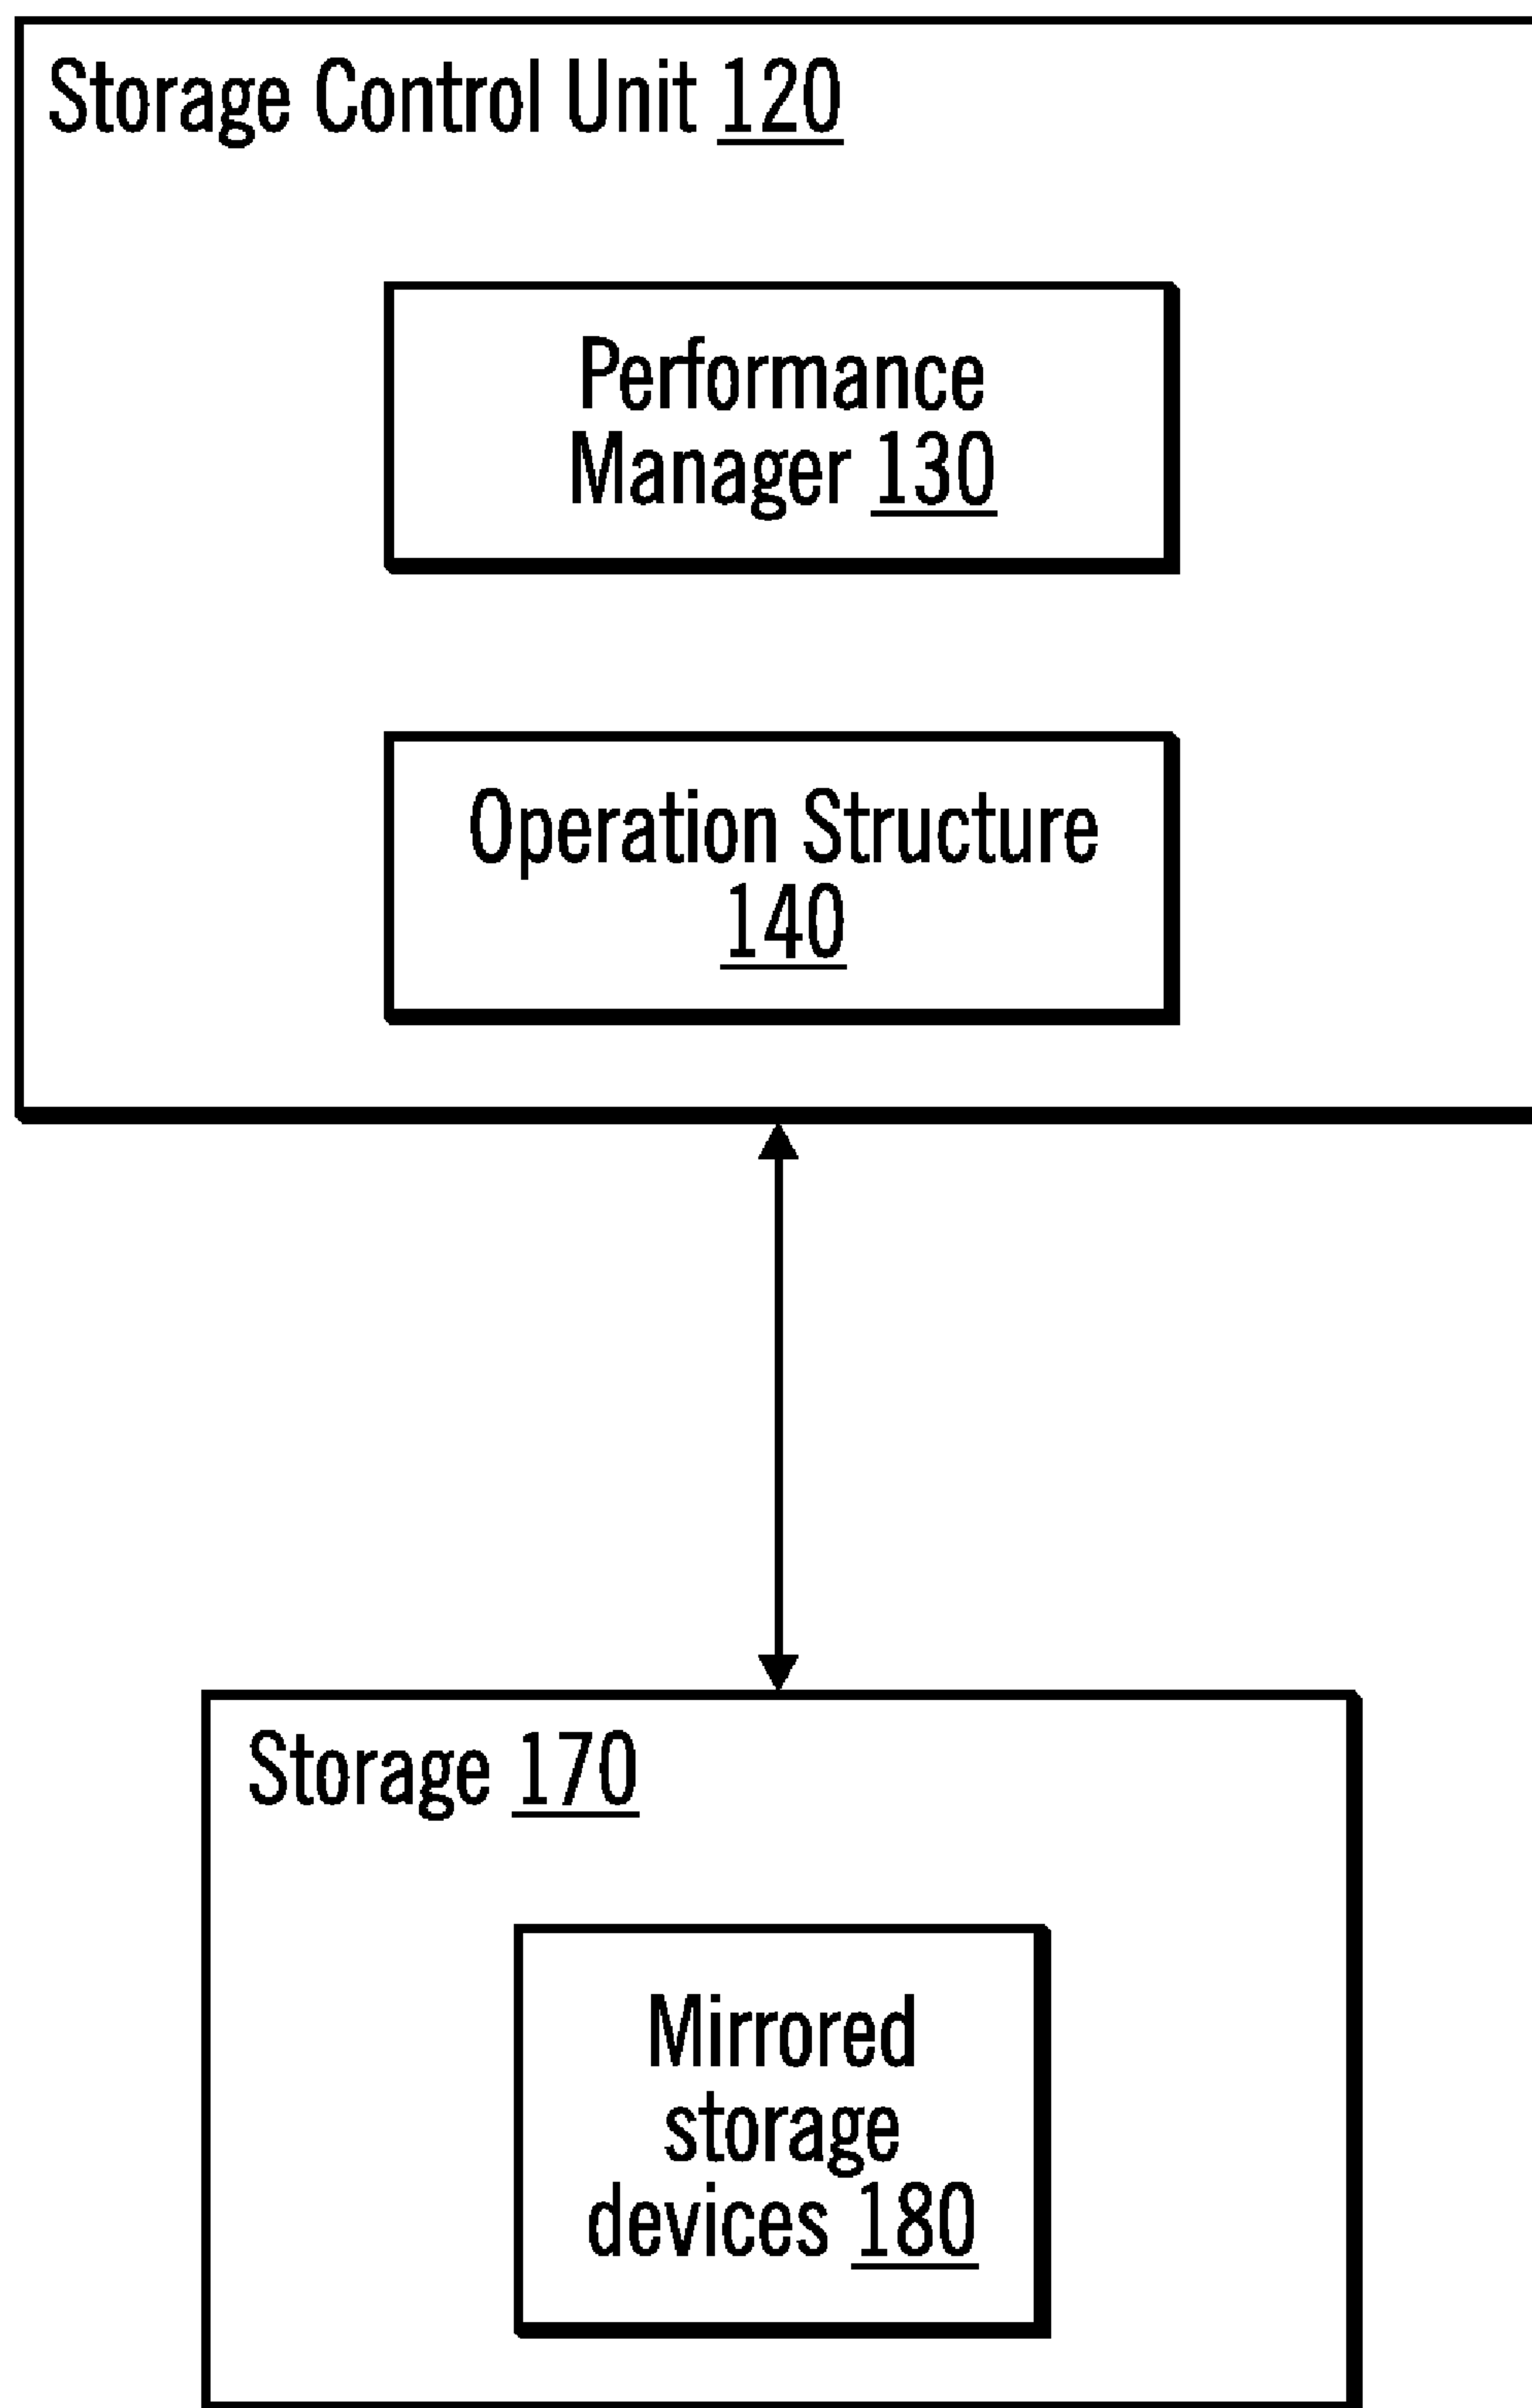 Storage Control Unit 120
Performance
Manager 130
Operation Structure
140
Storage 170
Mirrored
storage
devices 180